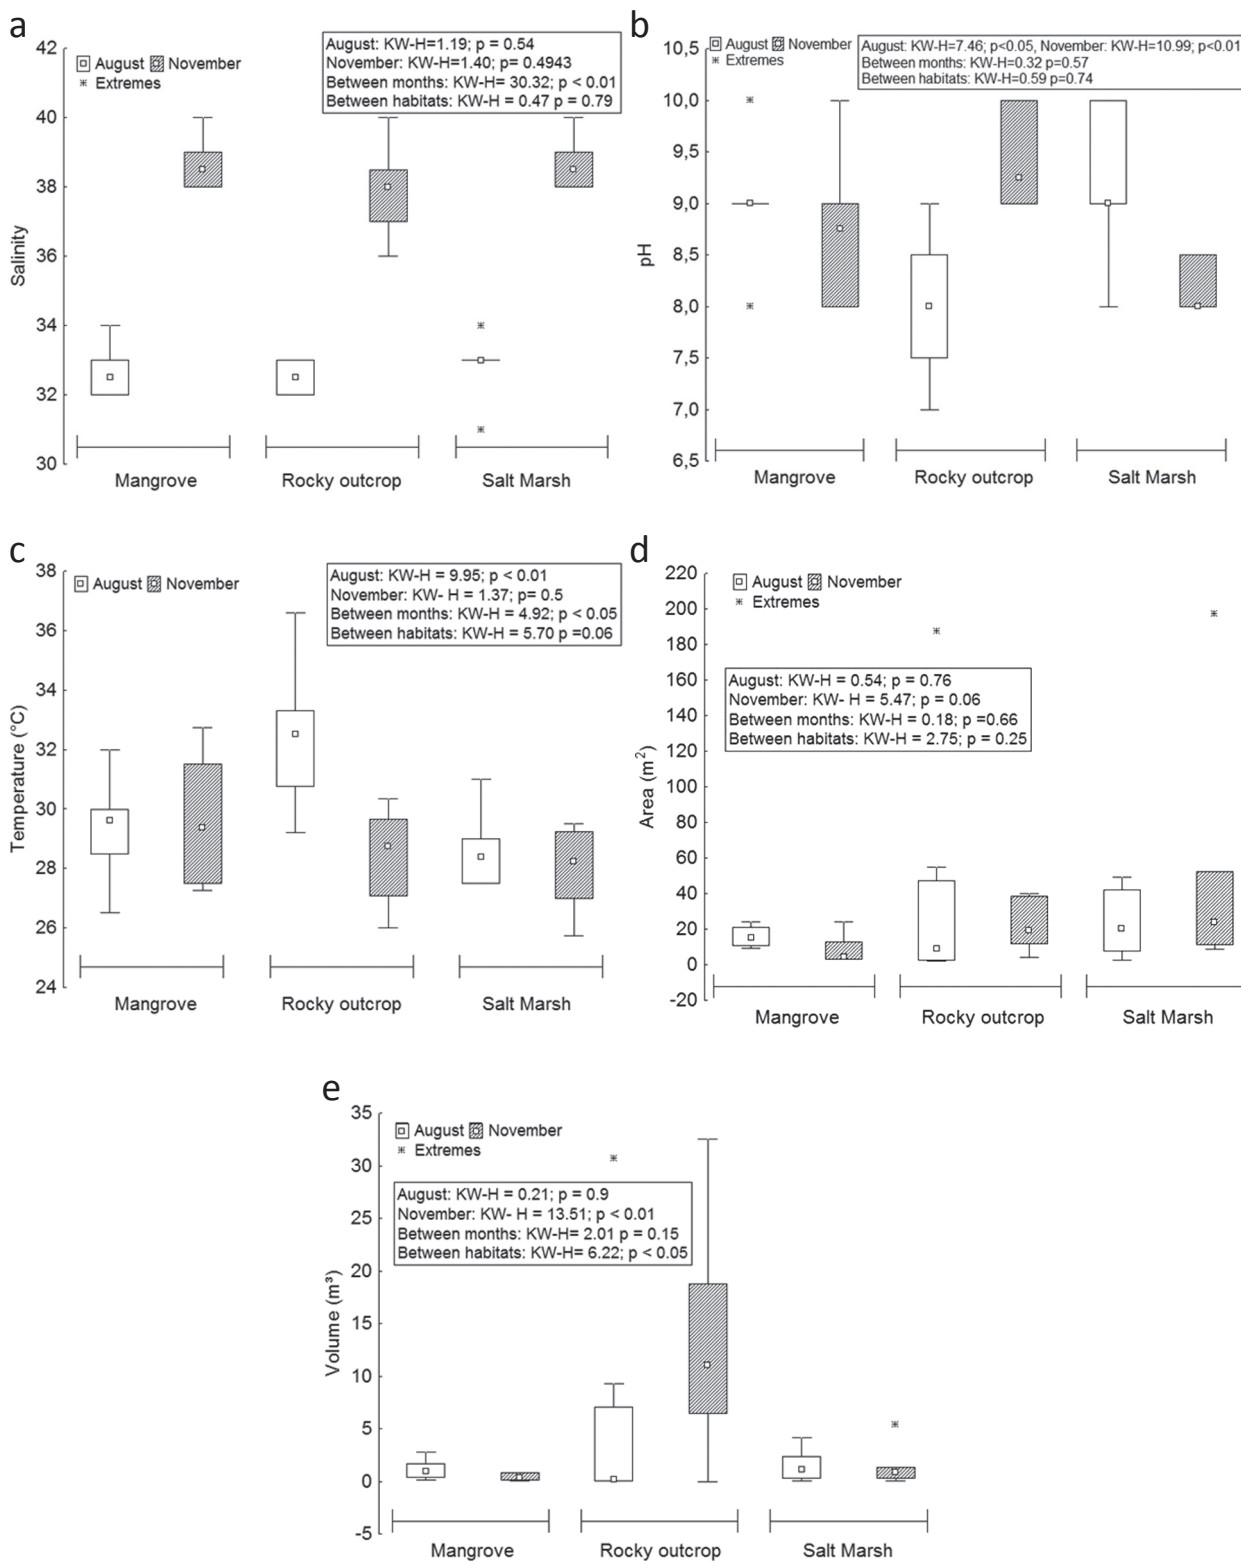 a
42
40
38
36
34
32
30
Salinity
August November
Extremes
August: KW-H=1.19; p = 0.54
November: KW-H=1.40; p= 0.4943
Between months: KW-H= 30.32; p < 0.01
Between habitats: KW-H = 0.47 p = 0.79
Mangrove Rocky outcrop Salt Marsh
b
10,5
10,0
9,5
9,0
8,5
8,0
7,5
7,0
6,5
pH
August November
Extremes
August: KW-H=7.46; p<0.05, November: KW-H=10.99; p<0.01
Between months: KW-H=0.32 p=0.57
Between habitats: KW-H=0.59 p=0.74
Mangrove Rocky outcrop Salt Marsh
c
38
36
34
32
30
28
26
24
Temperature (°C)
August November
August: KW-H = 9.95; p < 0.01
November: KW- H = 1.37; p= 0.5
Between months: KW-H = 4.92; p < 0.05
Between habitats: KW-H = 5.70 p =0.06
Mangrove Rocky outcrop Salt Marsh
d
220
200
180
160
140
120
100
80
60
40
20
0
-20
Area (m²)
August November
Extremes
August: KW-H = 0.54; p = 0.76
November: KW- H = 5.47; p = 0.06
Between months: KW-H = 0.18; p =0.66
Between habitats: KW-H = 2.75; p = 0.25
Mangrove Rocky outcrop Salt Marsh
e
35
30
25
20
15
10
5
0
-5
Volume (m³)
August November
Extremes
August: KW-H = 0.21; p = 0.9
November: KW- H = 13.51; p < 0.01
Between months: KW-H= 2.01 p = 0.15
Between habitats: KW-H= 6.22; p < 0.05
Mangrove Rocky outcrop Salt Marsh